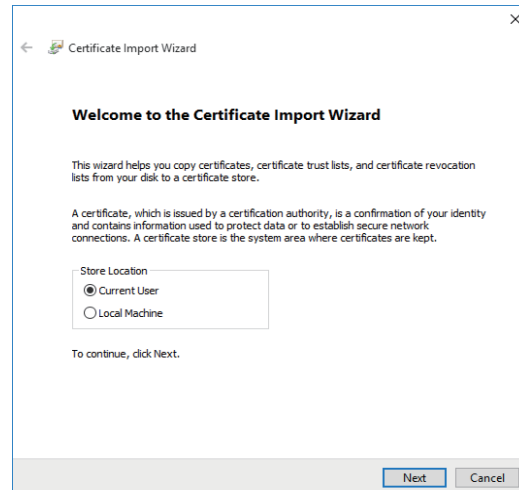 Certificate Import Wizard
Welcome to the Certificate Import Wizard
This wizard helps you copy certificates, certificate trust lists, and certificate revocation
lists from your disk to a certificate store.
A certificate, which is issued by a certification authority, is a confirmation of your identity
and contains information used to protect data or to establish secure network
connections. A certificate store is the system area where certificates are kept.
Store Location
Current User
Local Machine
To continue, click Next.
Next Cancel